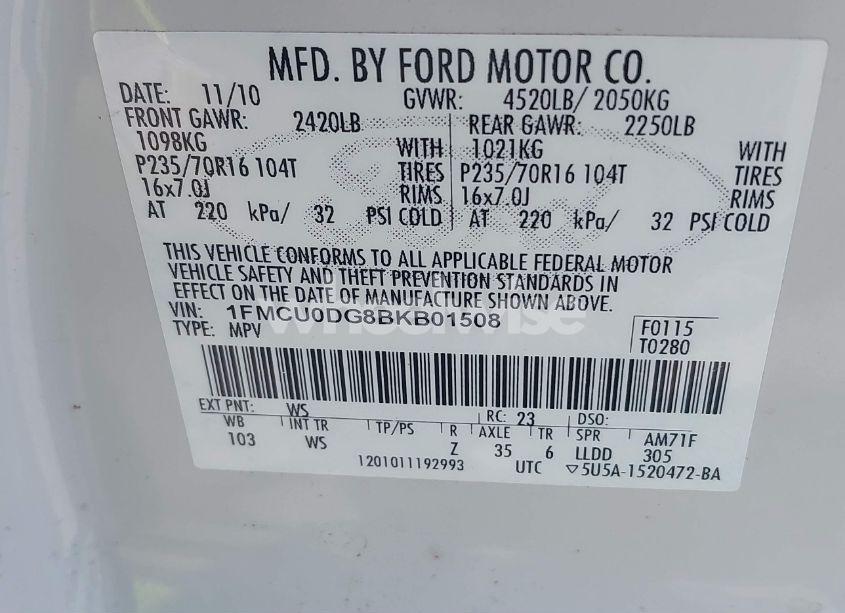 MFD. BY FORD MOTOR CO.
DATE: 11/10 GVWR: 4520LB/ 2050KG
FRONT GAWR: 2420LB REAR GAWR: 2250LB
1098KG WITH 1021KG WITH
P235/70R16 104T TIRES P235/70R16 104T TIRES
16x7.0J RIMS 16x7.0J RIMS
AT 220 kPa/ 32 PSI COLD AT 220 kPa/ 32 PSI COLD
THIS VEHICLE CONFORMS TO ALL APPLICABLE FEDERAL MOTOR
VEHICLE SAFETY AND THEFT PREVENTION STANDARDS IN
EFFECT ON THE DATE OF MANUFACTURE SHOWN ABOVE.
VIN: 1FMCU0DG8BKB01508
TYPE: MPV
F0115
T0280
EXT PNT: WS RC: 23 DSO:
WB INT TR TP/PS R AXLE TR SPR AM71F
103 WS Z 35 6 LLDD 305
1201011192993 UTC ▽5U5A-1520472-BA